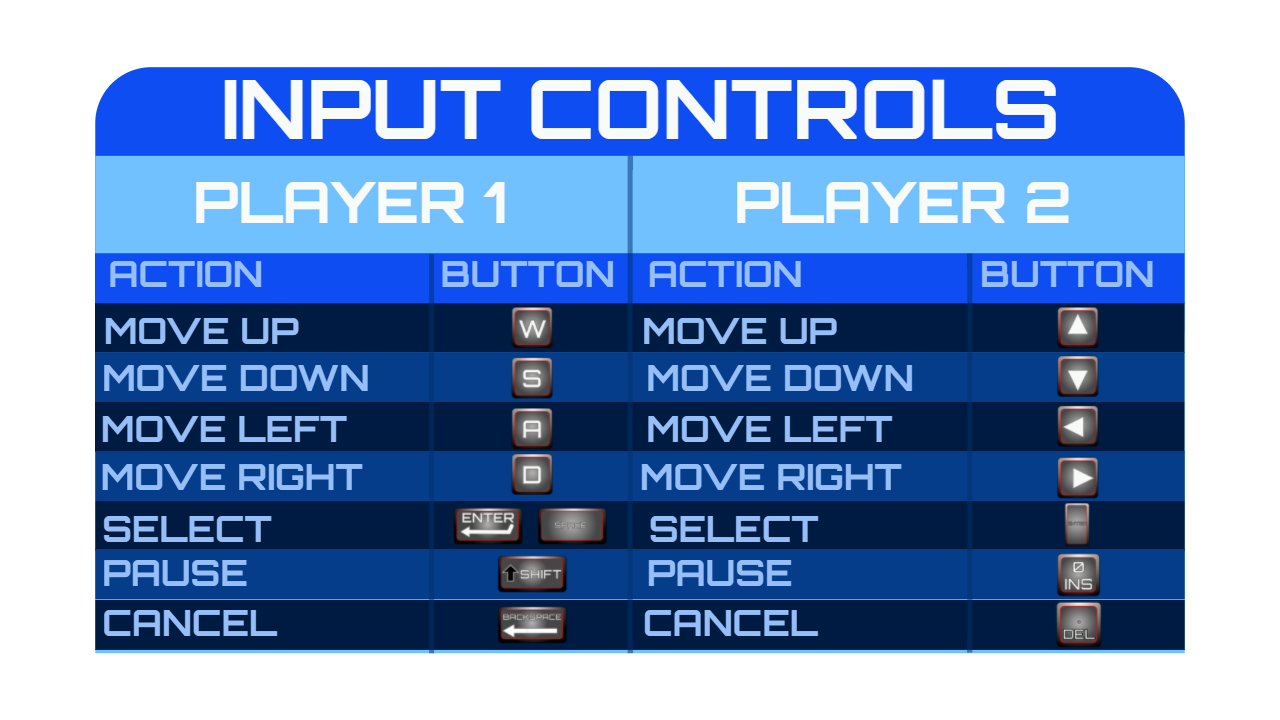 INPUT CONTROLS
PLAYER 1 PLAYER 2
ACTION BUTTON ACTION BUTTON
MOVE UP W MOVE UP
MOVE DOWN S MOVE DOWN
MOVE LEFT A MOVE LEFT
MOVE RIGHT D MOVE RIGHT
SELECT ENTER SPACE SELECT
PAUSE SHIFT PAUSE 0 INS
CANCEL BACKSPACE CANCEL . DEL